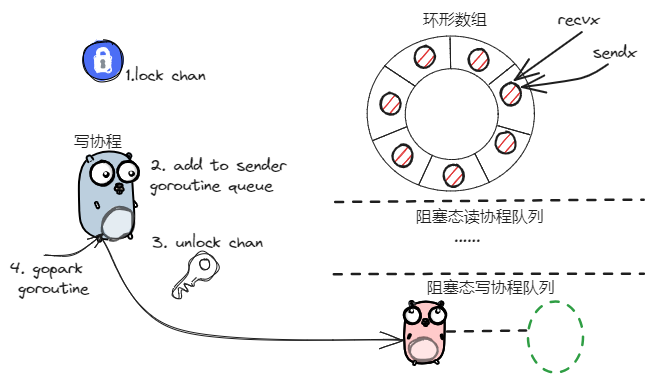 环形数组
recvx
sendx
1.lock chan
写协程
2. add to sender
goroutine queue
阻塞态读协程队列
......
3. unlock chan
4. gopark
goroutine
阻塞态写协程队列